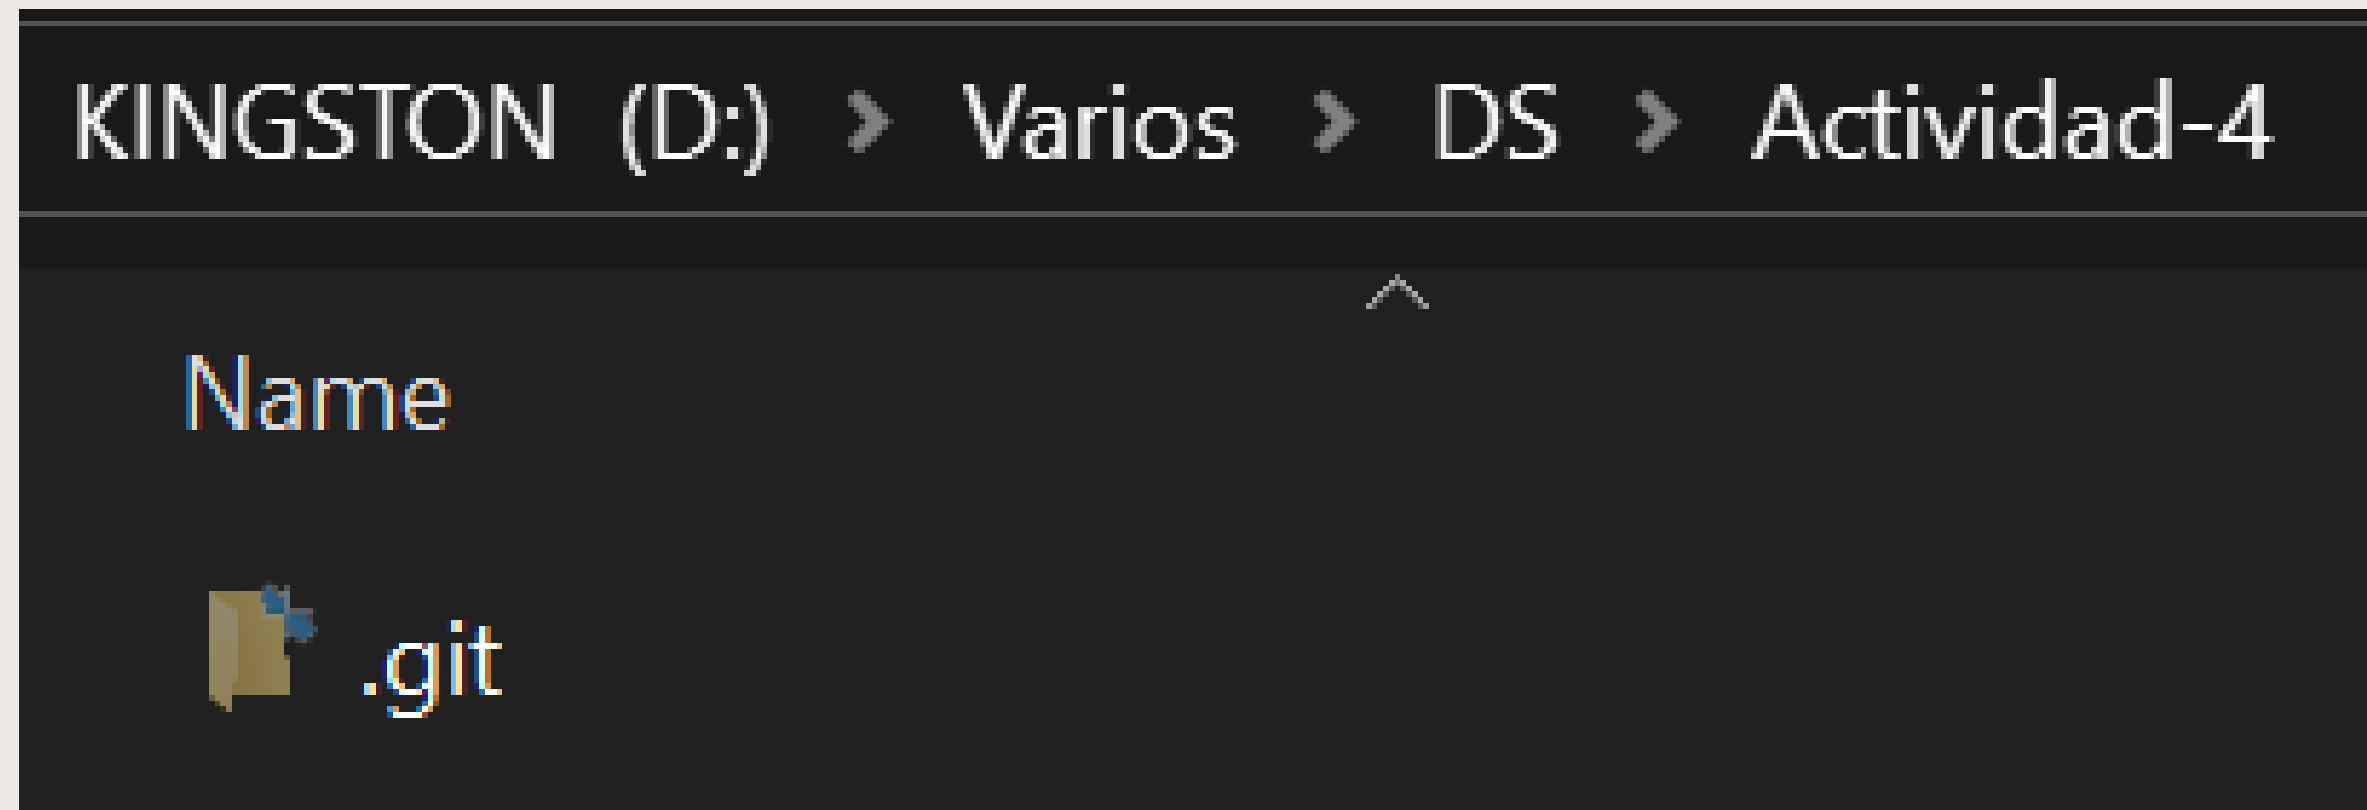 KINGSTON (D:) > Varios > DS > Actividad-4
Name
.git